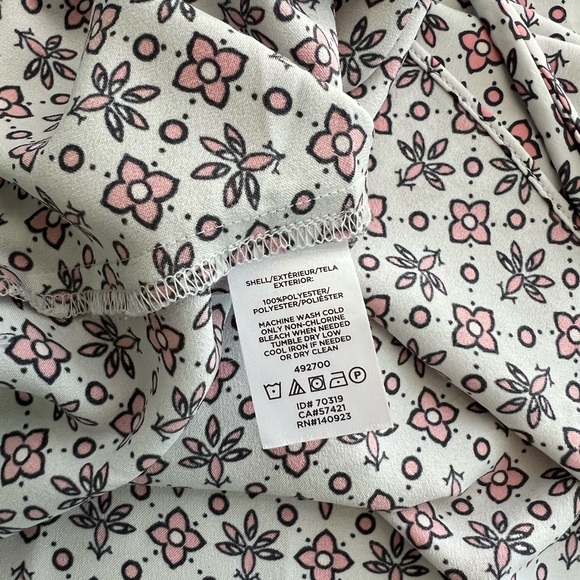 SHELL/EXTÉRIEUR/TELA
EXTERIOR:
100%POLYESTER/
POLYESTER/POLIÉSTER
MACHINE WASH COLD
ONLY NON-CHLORINE
BLEACH WHEN NEEDED
TUMBLE DRY LOW
COOL IRON IF NEEDED
OR DRY CLEAN
492700
P
ID# 70319
CA#57421
RN#140923